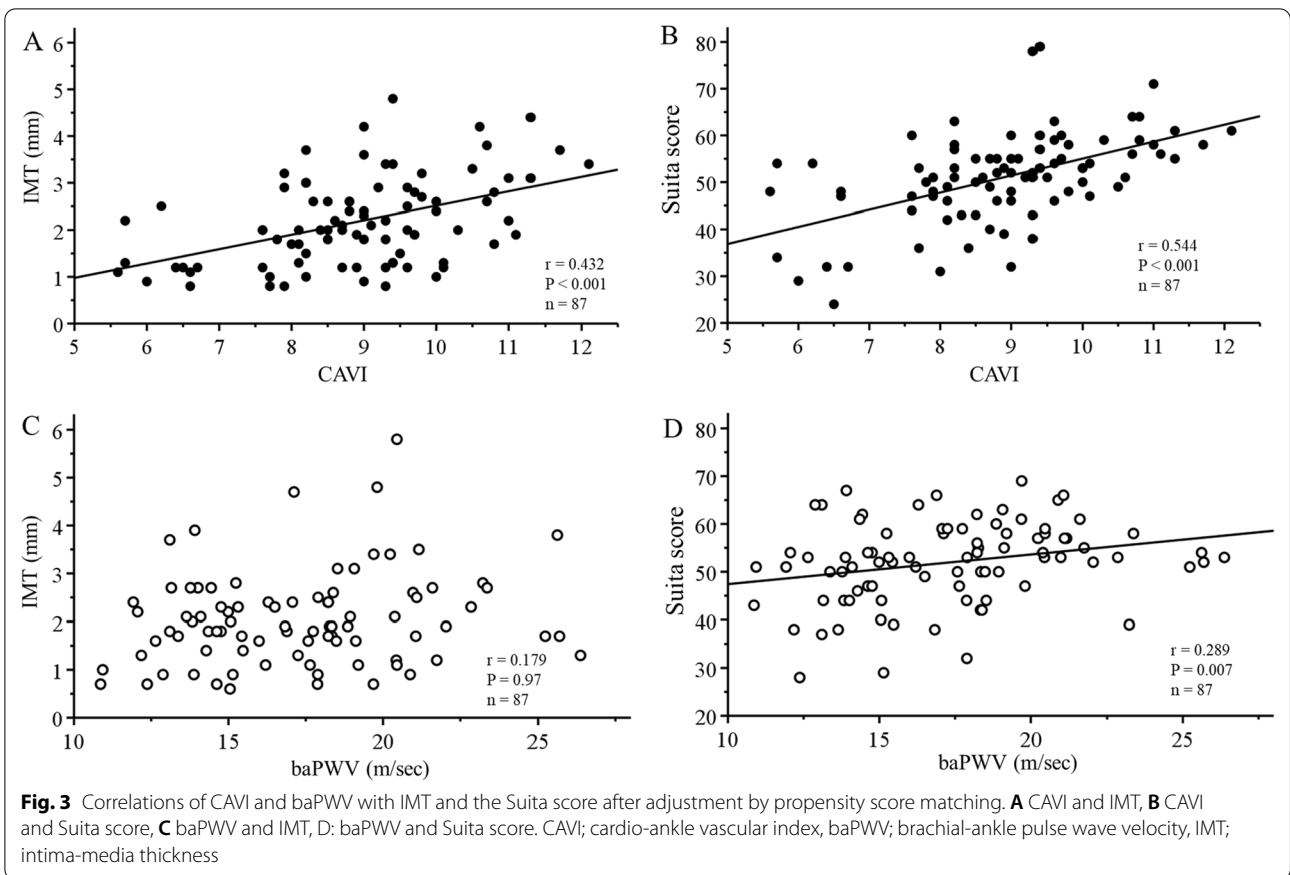 A
6
5
4
3
2
1
0
IMT (mm)
5 6 7 8 9 10 11 12
CAVI
r = 0.432
P < 0.001
n = 87
B
80
70
60
50
40
30
20
Suita score
5 6 7 8 9 10 11 12
CAVI
r = 0.544
P < 0.001
n = 87
C
6
5
4
3
2
1
0
IMT (mm)
10 15 20 25
baPWV (m/sec)
r = 0.179
P = 0.97
n = 87
D
80
70
60
50
40
30
20
Suita score
10 15 20 25
baPWV (m/sec)
r = 0.289
P = 0.007
n = 87
Fig. 3 Correlations of CAVI and baPWV with IMT and the Suita score after adjustment by propensity score matching. A CAVI and IMT, B CAVI
and Suita score, C baPWV and IMT, D: baPWV and Suita score. CAVI; cardio-ankle vascular index, baPWV; brachial-ankle pulse wave velocity, IMT;
intima-media thickness